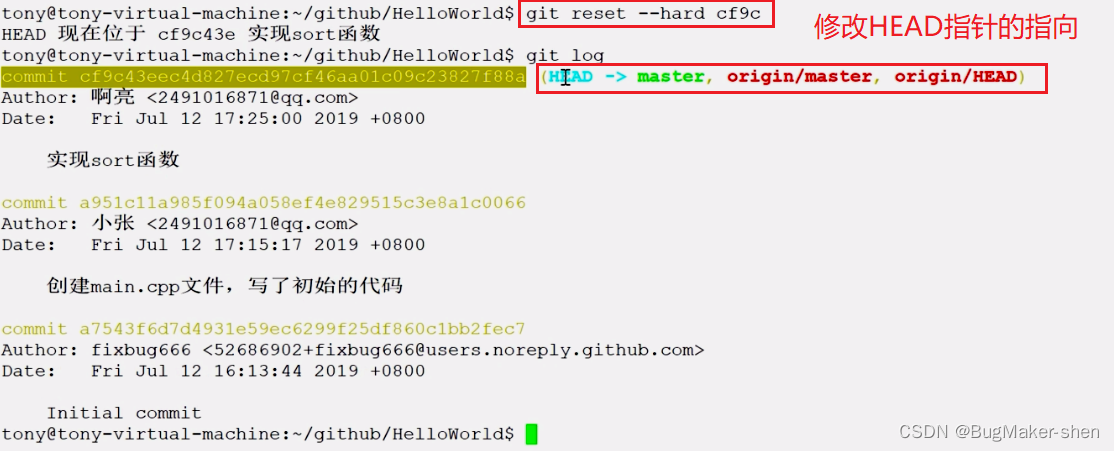 tony@tony-virtual-machine:~/github/HelloWorld$ git reset --hard cf9c
修改HEAD指针的指向
HEAD 现在位于 cf9c43e 实现sort函数
tony@tony-virtual-machine:~/github/HelloWorld$ git log
commit cf9c43eec4d827ecd97cf46aa01c09c23827f88a (HEAD -> master, origin/master, origin/HEAD)
Author: 啊亮 <2491016871@qq.com>
Date:   Fri Jul 12 17:25:00 2019 +0800
    实现sort函数
commit a951c11a985f094a058ef4e829515c3e8a1c0066
Author: 小张 <2491016871@qq.com>
Date:   Fri Jul 12 17:15:17 2019 +0800
    创建main.cpp文件，写了初始的代码
commit a7543f6d7d4931e59ec6299f25df860c1bb2fec7
Author: fixbug666 <52686902+fixbug666@users.noreply.github.com>
Date:   Fri Jul 12 16:13:44 2019 +0800
    Initial commit
tony@tony-virtual-machine:~/github/HelloWorld$
CSDN @BugMaker-shen